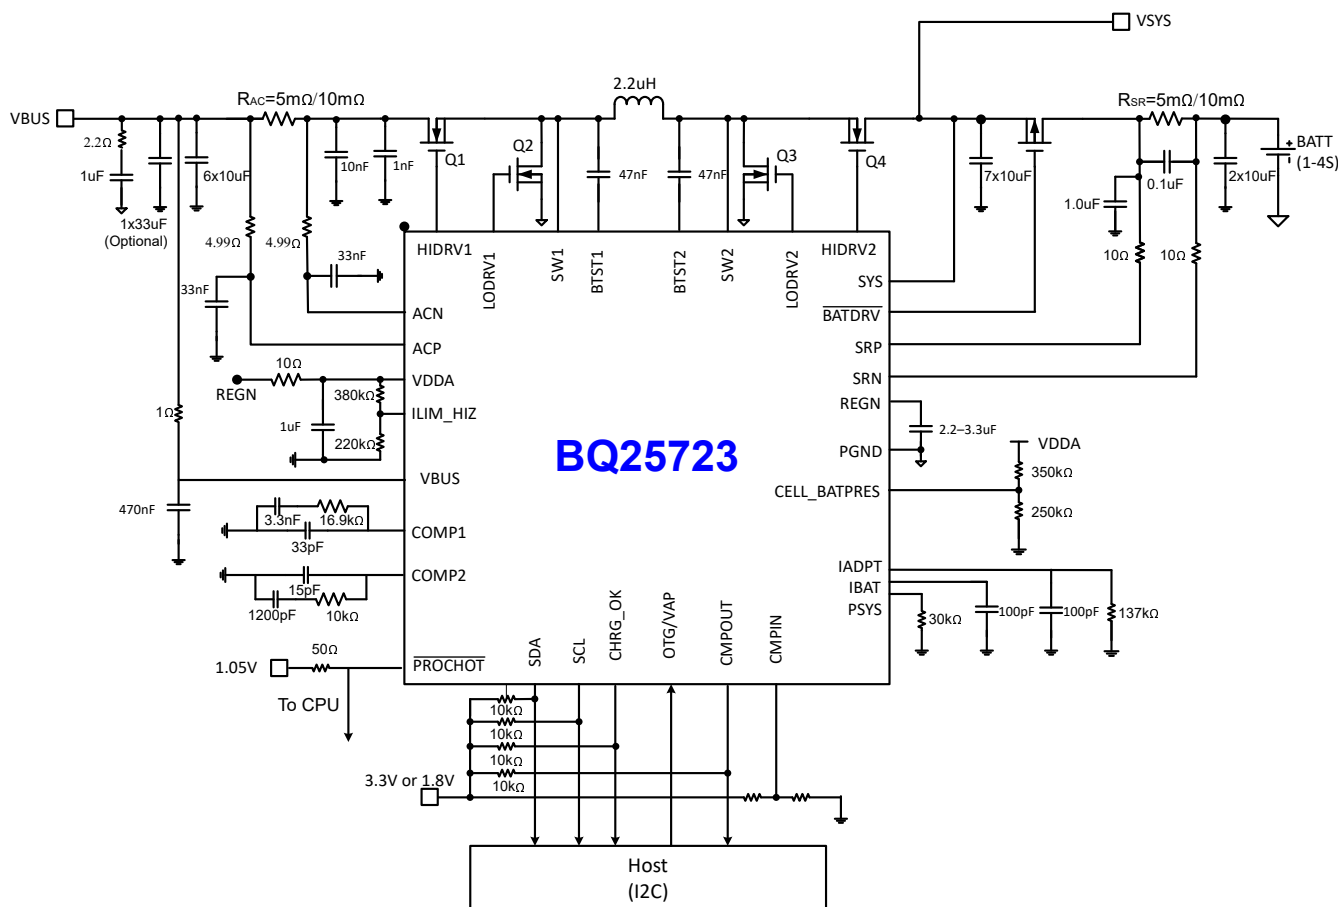 VSYS
2.2uH
RAC=5mΩ/10mΩ
RSR=5mΩ/10mΩ
VBUS
2.2Ω
Q1
Q2
Q3
Q4
BATT
(1-4S)
1uF
6x10uF
10nF
1nF
47nF
47nF
7x10uF
0.1uF
2x10uF
1.0uF
1x33uF
(Optional)
4.99Ω
4.99Ω
10Ω
10Ω
33nF
33nF
HIDRV1
LODRV1
SW1
BTST1
BTST2
SW2
LODRV2
HIDRV2
SYS
BATDRV
ACN
ACP
SRP
SRN
10Ω
REGN
VDDA
380kΩ
ILIM_HIZ
1uF
220kΩ
1Ω
REGN
2.2–3.3uF
PGND
VDDA
350kΩ
BQ25723
VBUS
CELL_BATPRES
250kΩ
470nF
3.3nF
16.9kΩ
33pF
COMP1
15pF
COMP2
1200pF
10kΩ
IADPT
IBAT
PSYS
30kΩ
100pF
100pF
137kΩ
50Ω
1.05V
PROCHOT
To CPU
SDA
SCL
CHRG_OK
OTG/VAP
CMPOUT
CMPIN
10kΩ
10kΩ
10kΩ
10kΩ
3.3V or 1.8V
Host
(I2C)